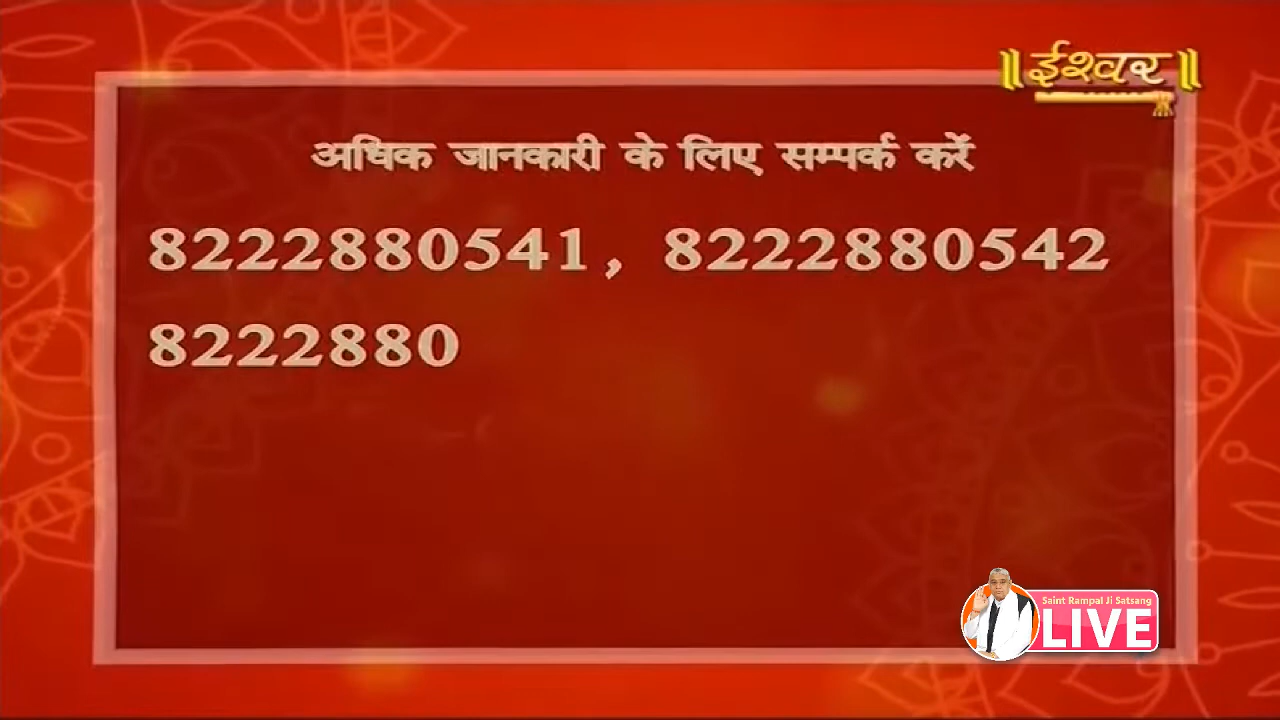 ॥ईश्वर॥
अधिक जानकारी के लिए सम्पर्क करें
8222880541, 8222880542
8222880
Saint Rampal Ji Satsang
LIVE